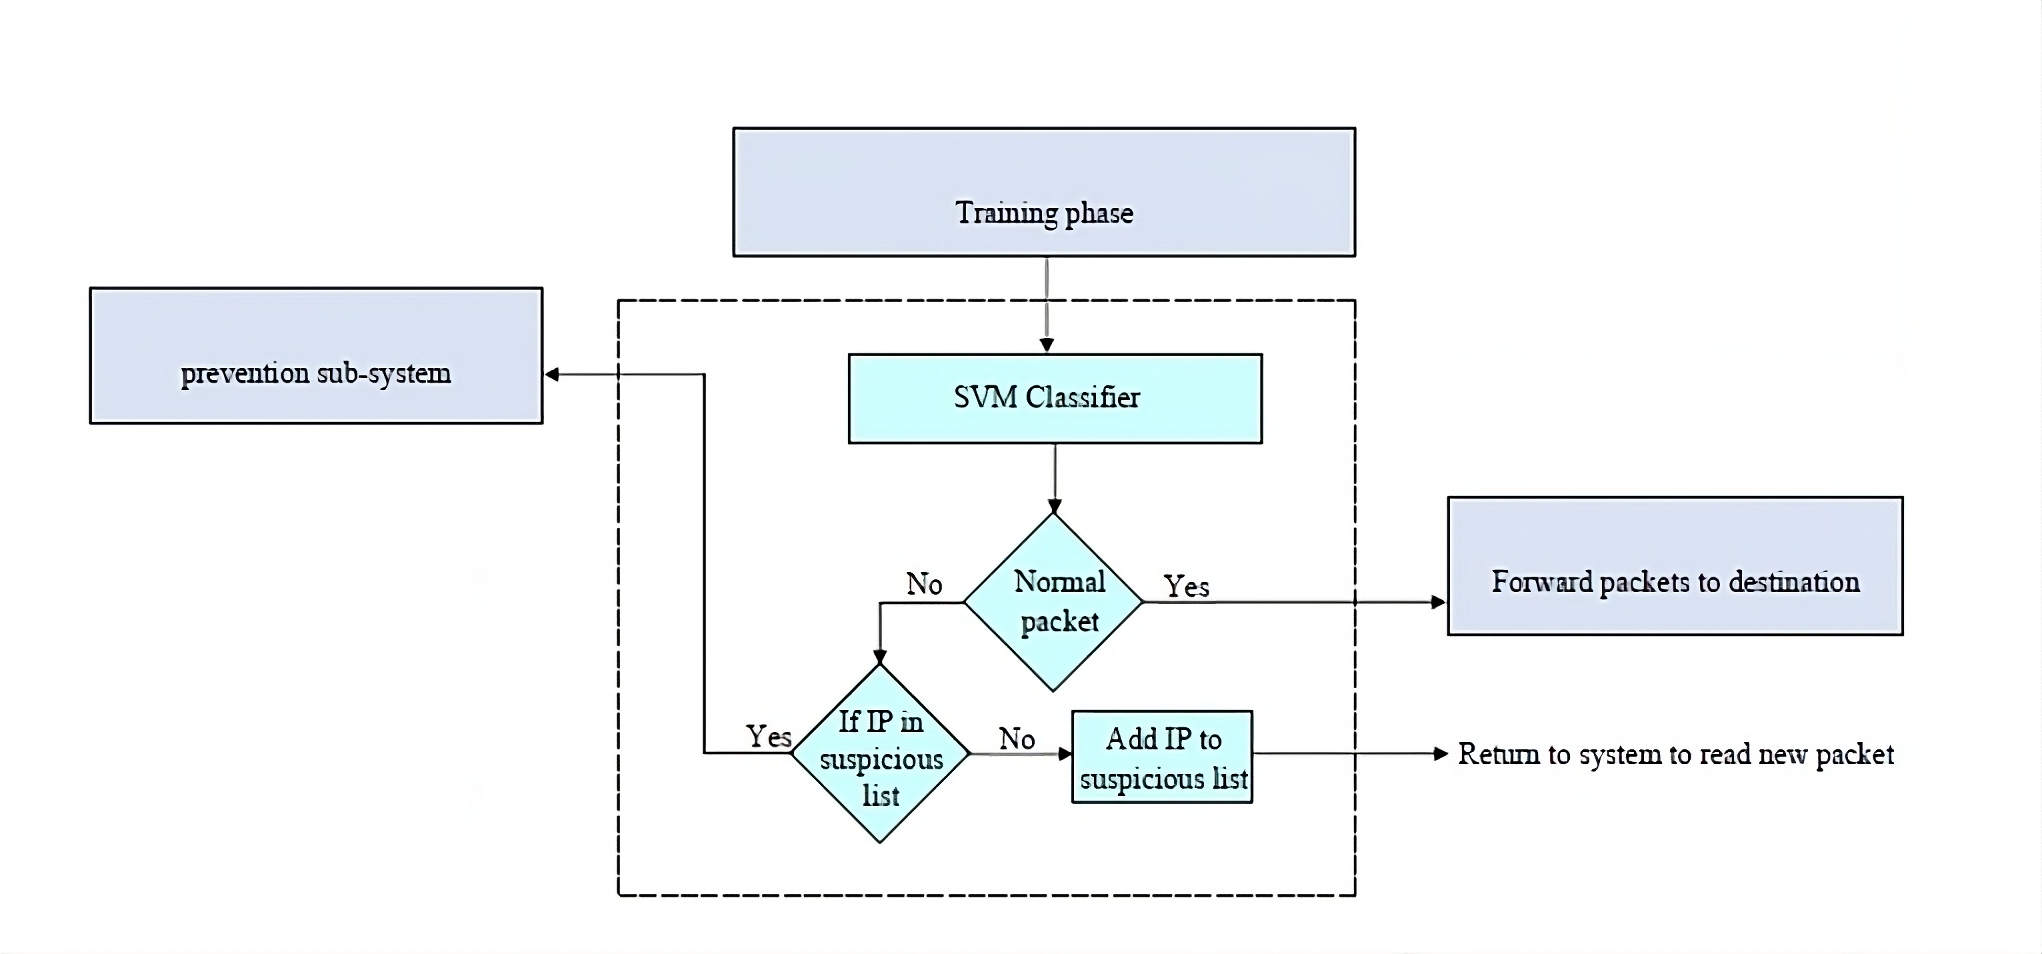 Training phase
prevention sub-system
SVM Classifier
Normal
packet
No
Yes
Forward packets to destination
If IP in
suspicious
list
Yes
No
Add IP to
suspicious list
Return to system to read new packet